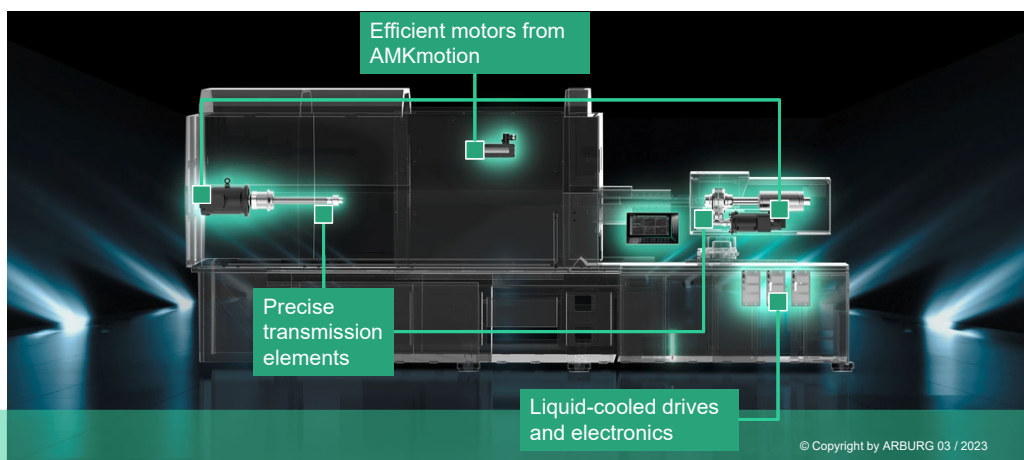 Efficient motors from
AMKmotion
Precise
transmission
elements
Liquid-cooled drives
and electronics
© Copyright by ARBURG 03 / 2023